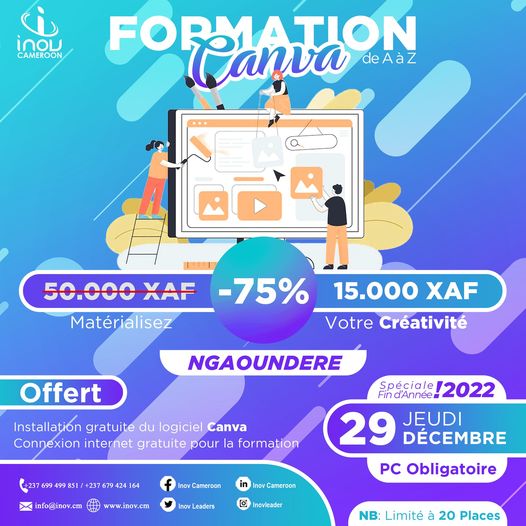 inov
CAMEROON
FORMATION
Canva
de A à Z
50.000 XAF
-75%
15.000 XAF
Matérialisez
Votre Créativité
NGAOUNDERE
Offert
Installation gratuite du logiciel Canva
Connexion internet gratuite pour la formation
Spéciale
Fin d'Année !2022
29 JEUDI
DÉCEMBRE
PC Obligatoire
+237 699 499 851 / +237 679 424 164
Inov Cameroon
Inov Cameroon
info@inov.cm
www.inov.cm
Inov Leaders
Inovleader
NB: Limité à 20 Places